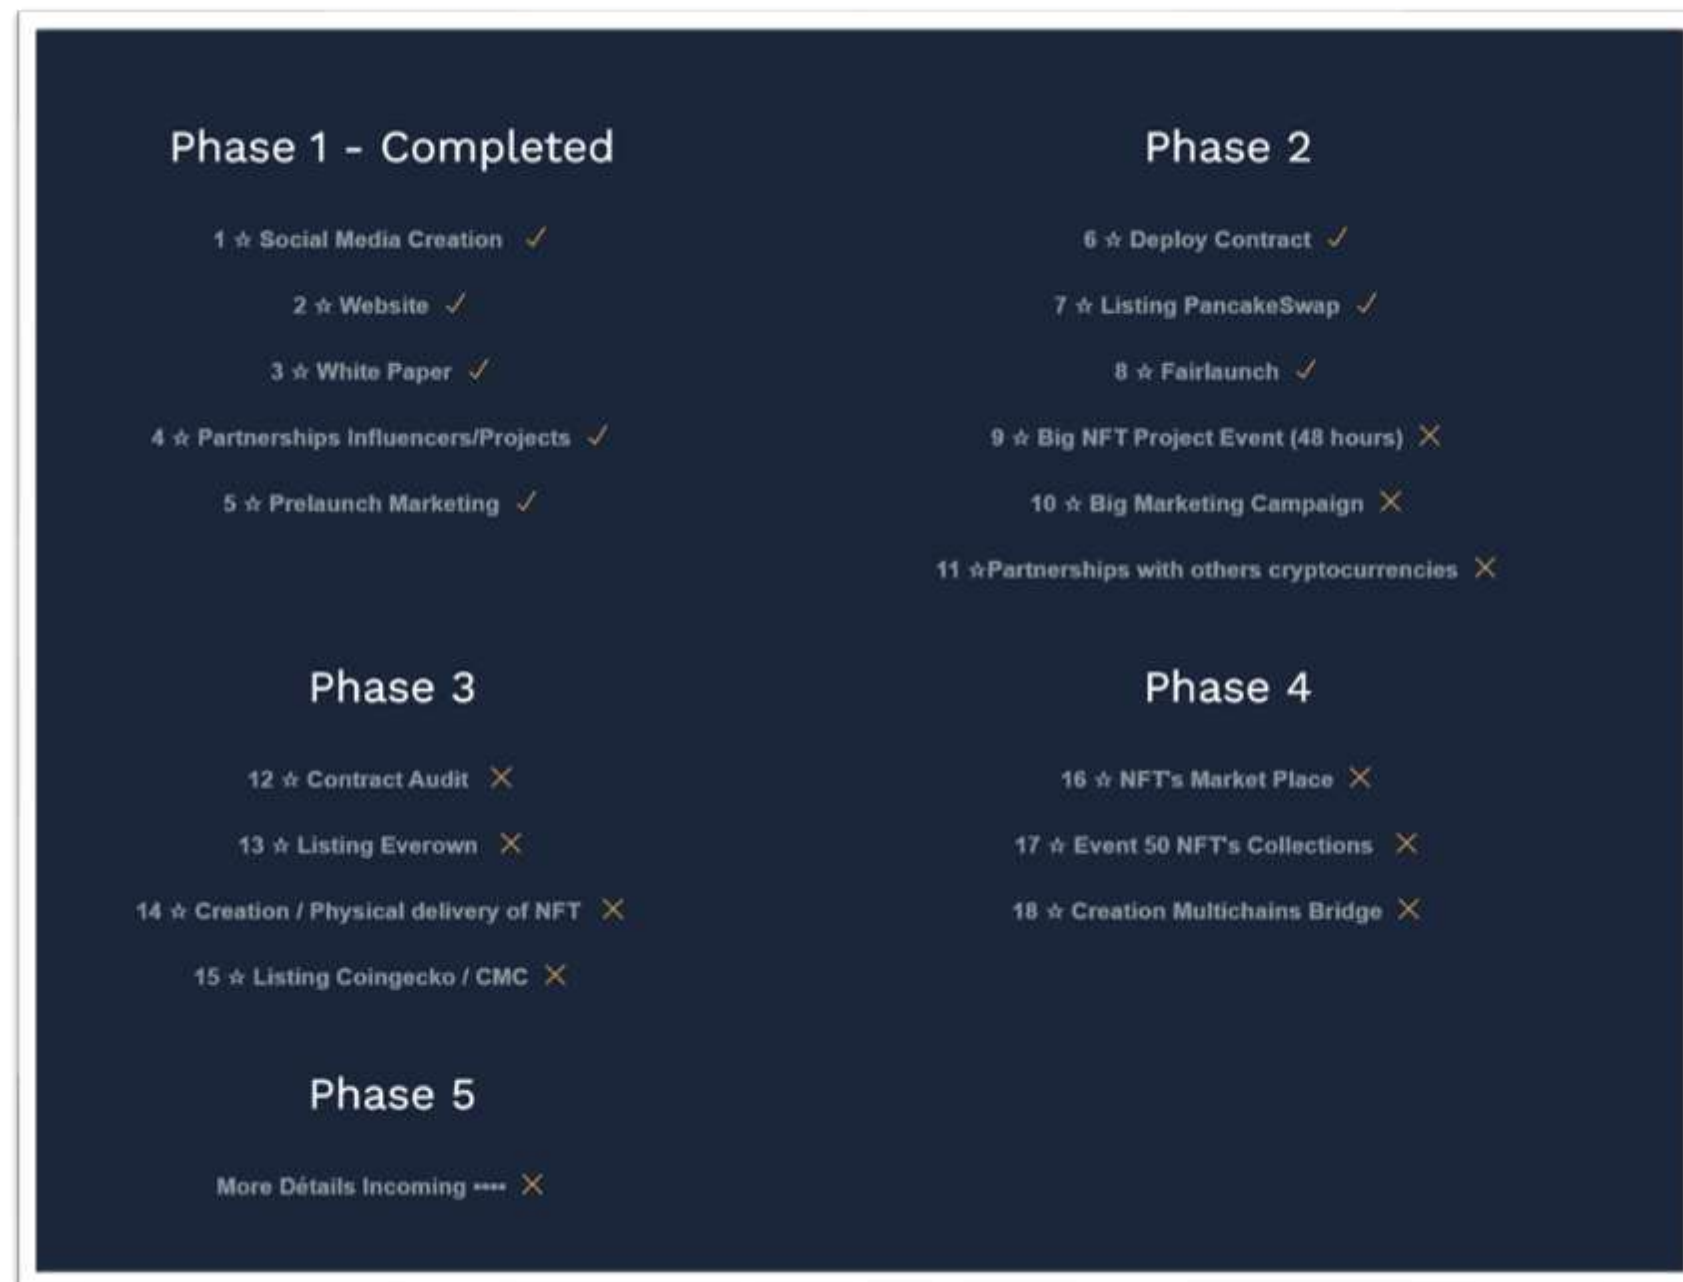 Phase 1 - Completed
1 ☆ Social Media Creation ✓
2 ☆ Website ✓
3 ☆ White Paper ✓
4 ☆ Partnerships Influencers/Projects ✓
5 ☆ Prelaunch Marketing ✓
Phase 2
6 ☆ Deploy Contract ✓
7 ☆ Listing PancakeSwap ✓
8 ☆ Fairlaunch ✓
9 ☆ Big NFT Project Event (48 hours) ✕
10 ☆ Big Marketing Campaign ✕
11 ☆Partnerships with others cryptocurrencies ✕
Phase 3
12 ☆ Contract Audit ✕
13 ☆ Listing Everown ✕
14 ☆ Creation / Physical delivery of NFT ✕
15 ☆ Listing Coingecko / CMC ✕
Phase 4
16 ☆ NFT's Market Place ✕
17 ☆ Event 50 NFT's Collections ✕
18 ☆ Creation Multichains Bridge ✕
Phase 5
More Détails Incoming •••• ✕